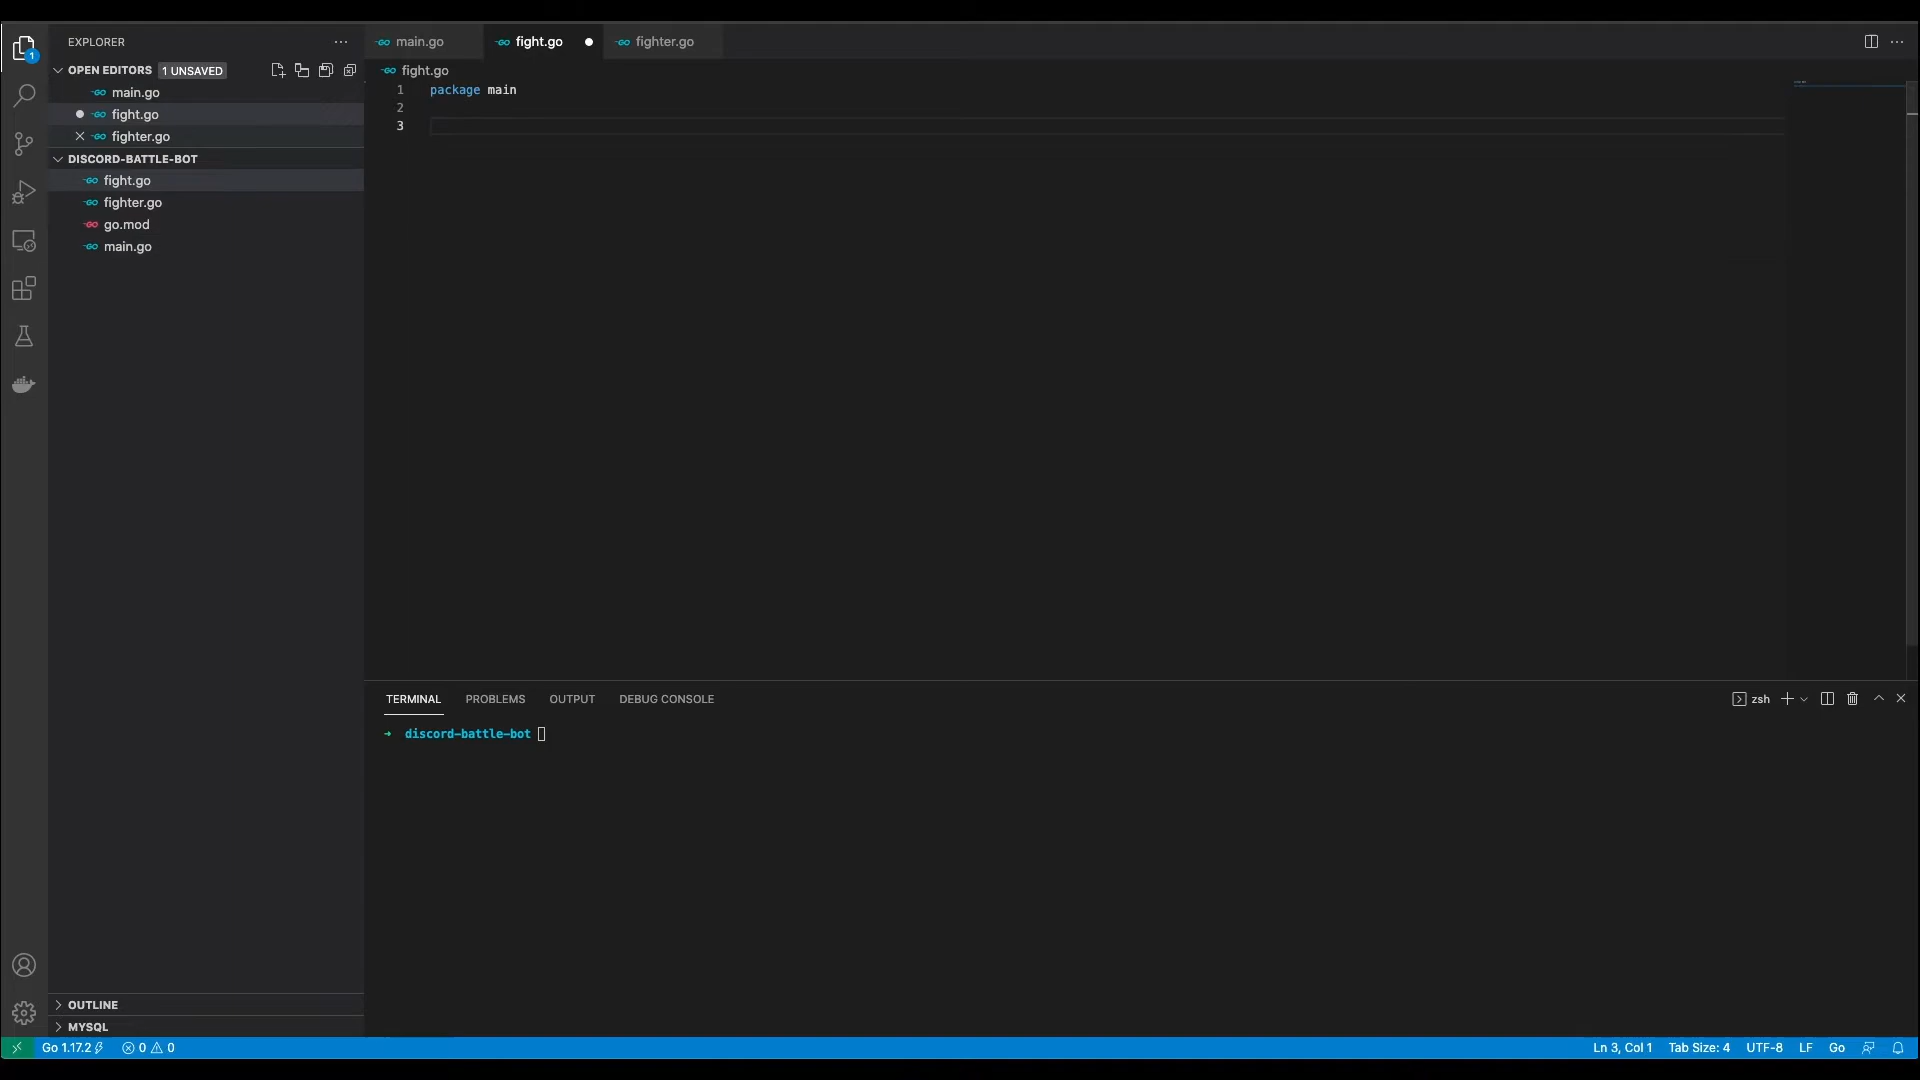 EXPLORER
OPEN EDITORS 1 UNSAVED
main.go
fight.go
fighter.go
DISCORD-BATTLE-BOT
fight.go
fighter.go
go.mod
main.go
OUTLINE
MYSQL
1
main.go fight.go fighter.go
fight.go
1 package main
2
3
TERMINAL PROBLEMS OUTPUT DEBUG CONSOLE
zsh
→ discord-battle-bot
Go 1.17.2 0 0
Ln 3, Col 1 Tab Size: 4 UTF-8 LF Go